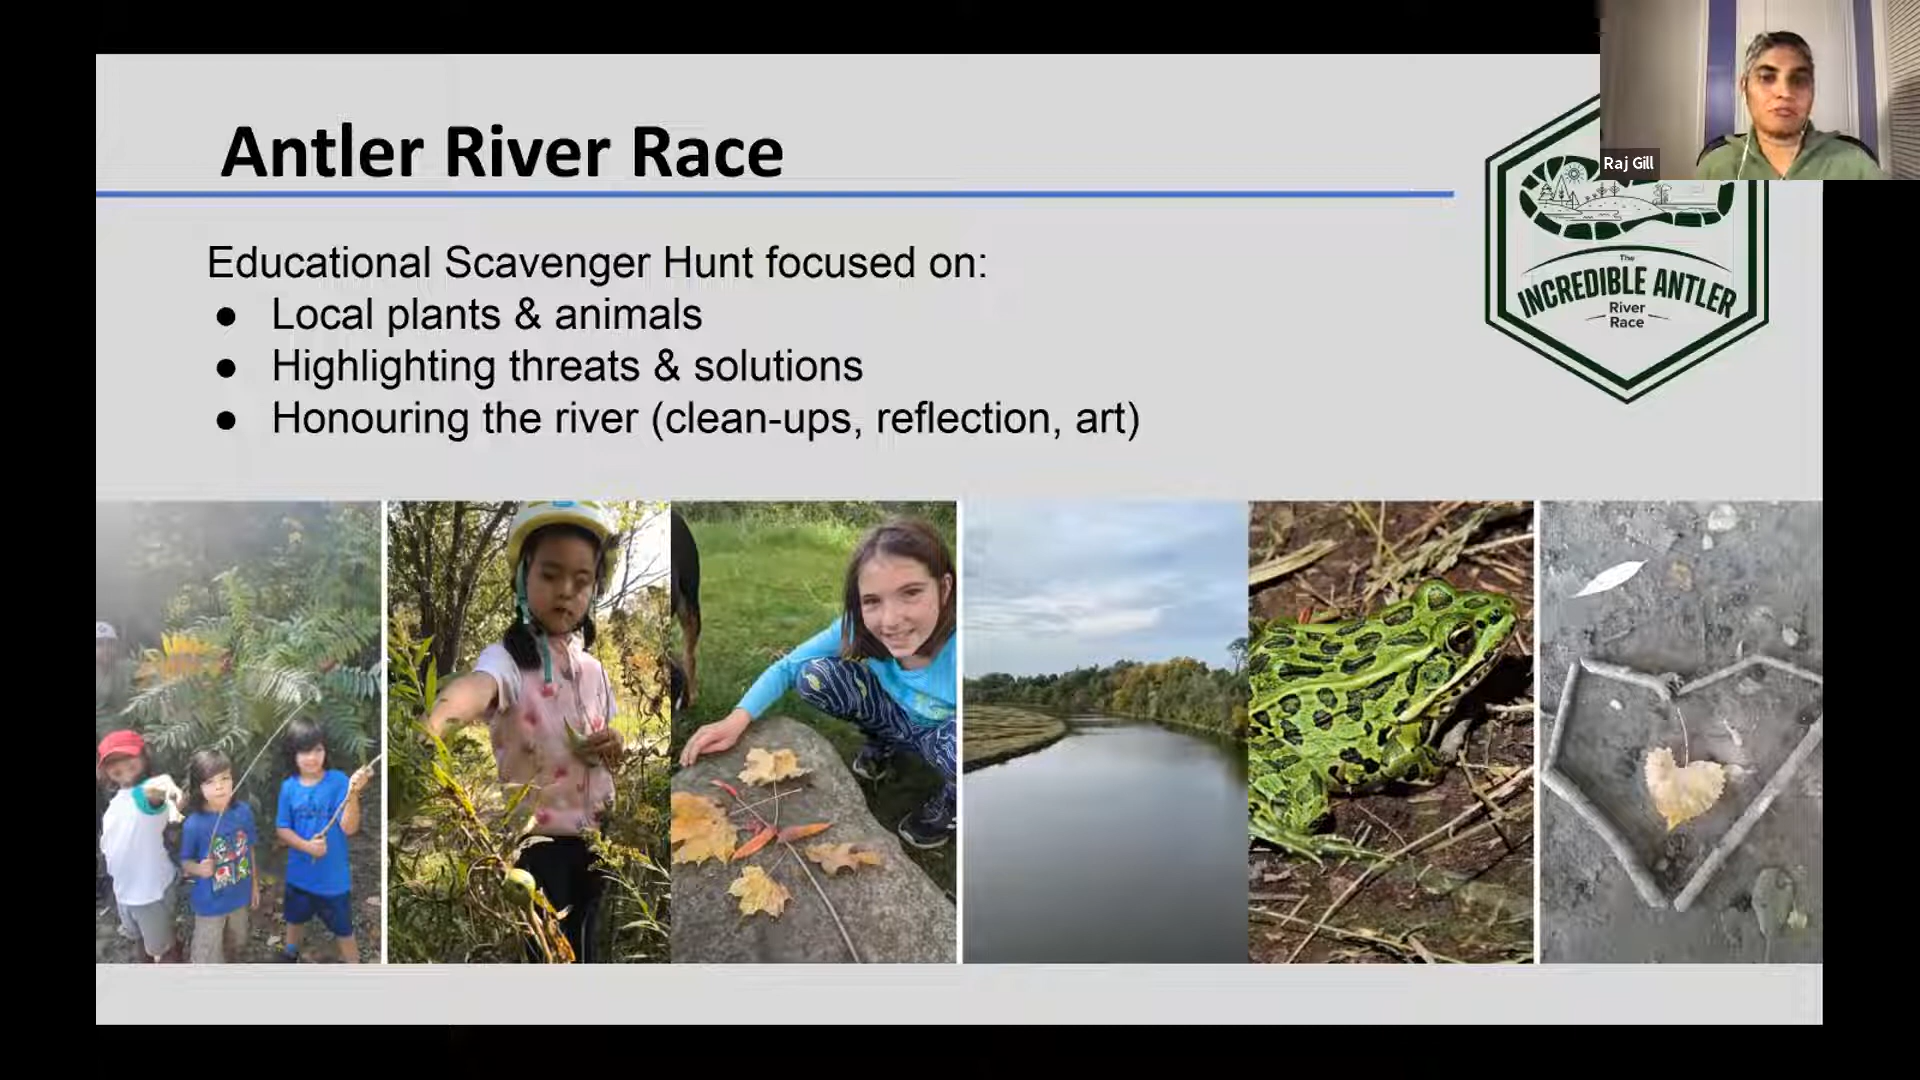 Antler River Race
Raj Gill
Educational Scavenger Hunt focused on:
● Local plants & animals
● Highlighting threats & solutions
● Honouring the river (clean-ups, reflection, art)
The
INCREDIBLE ANTLER
River
Race